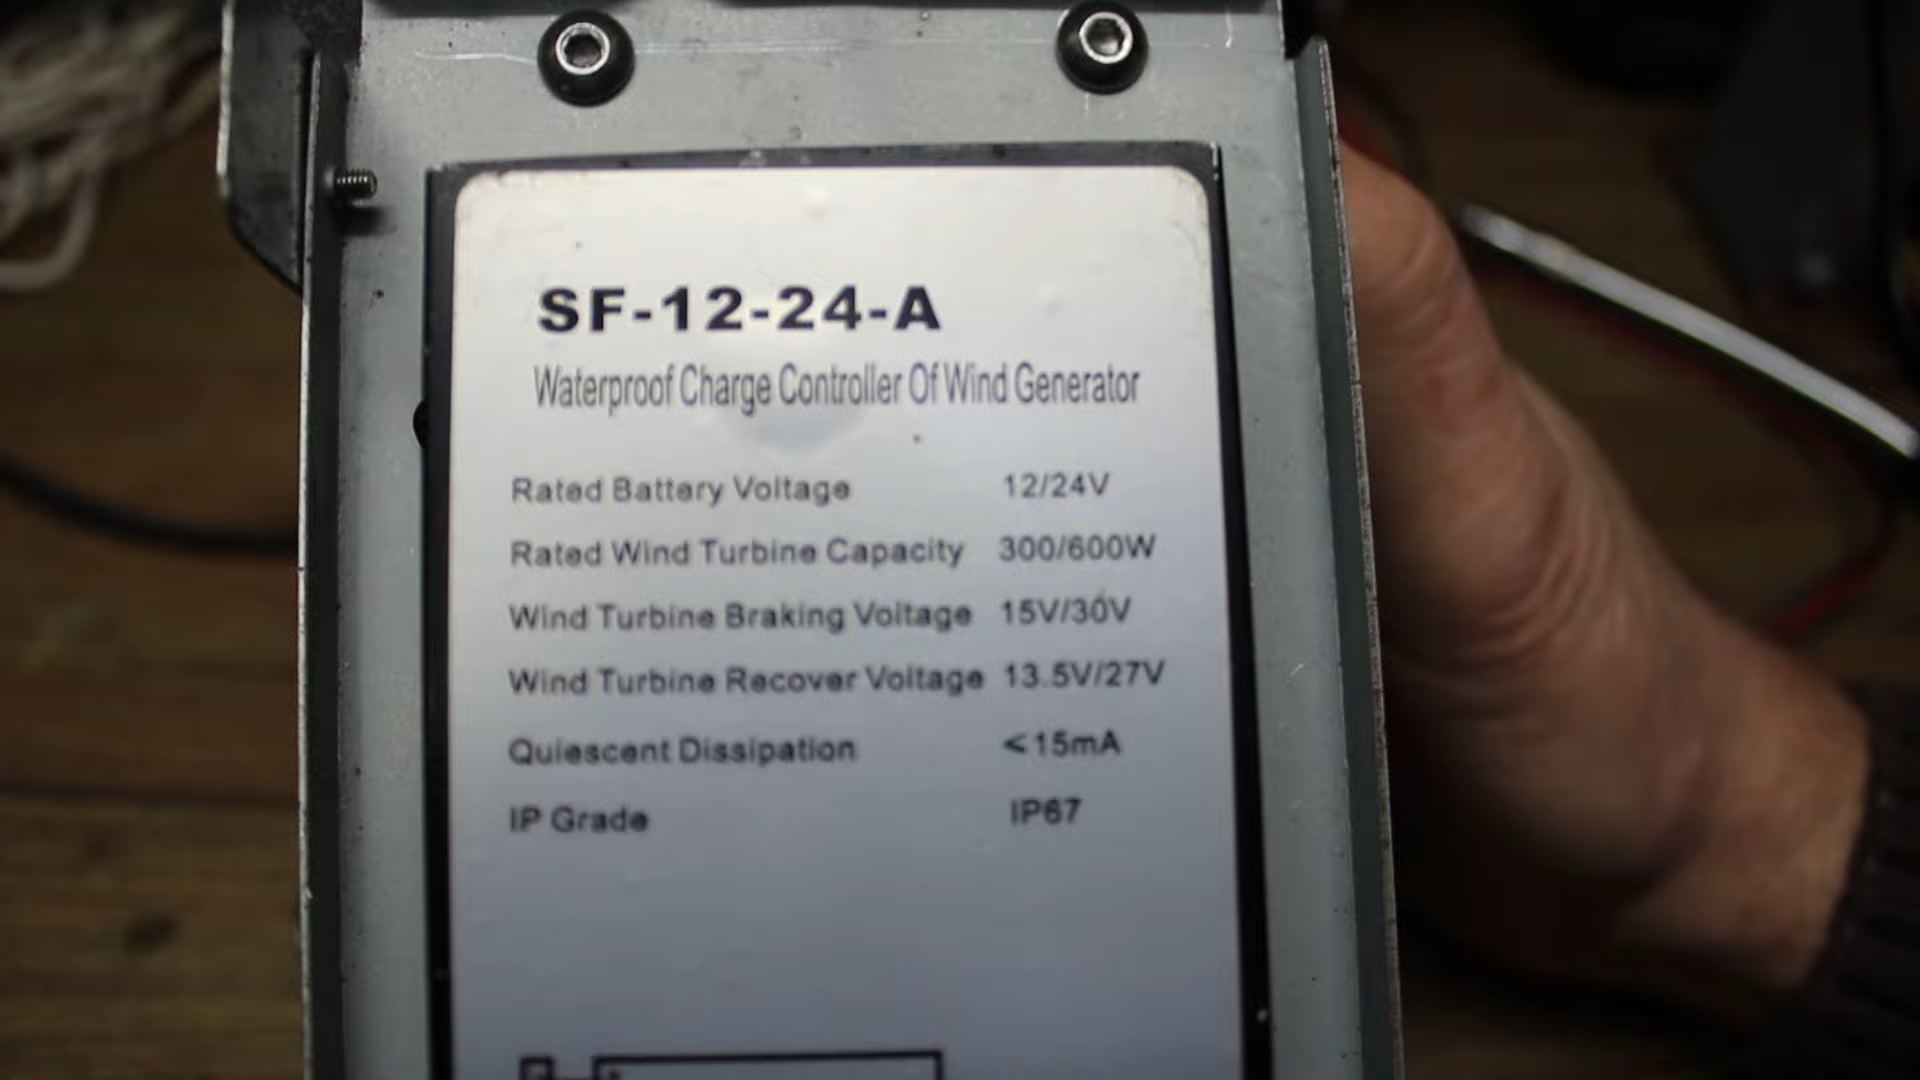 SF-12-24-A
Waterproof Charge Controller Of Wind Generator
Rated Battery Voltage 12/24V
Rated Wind Turbine Capacity 300/600W
Wind Turbine Braking Voltage 15V/30V
Wind Turbine Recover Voltage 13.5V/27V
Quiescent Dissipation <15mA
IP Grade IP67